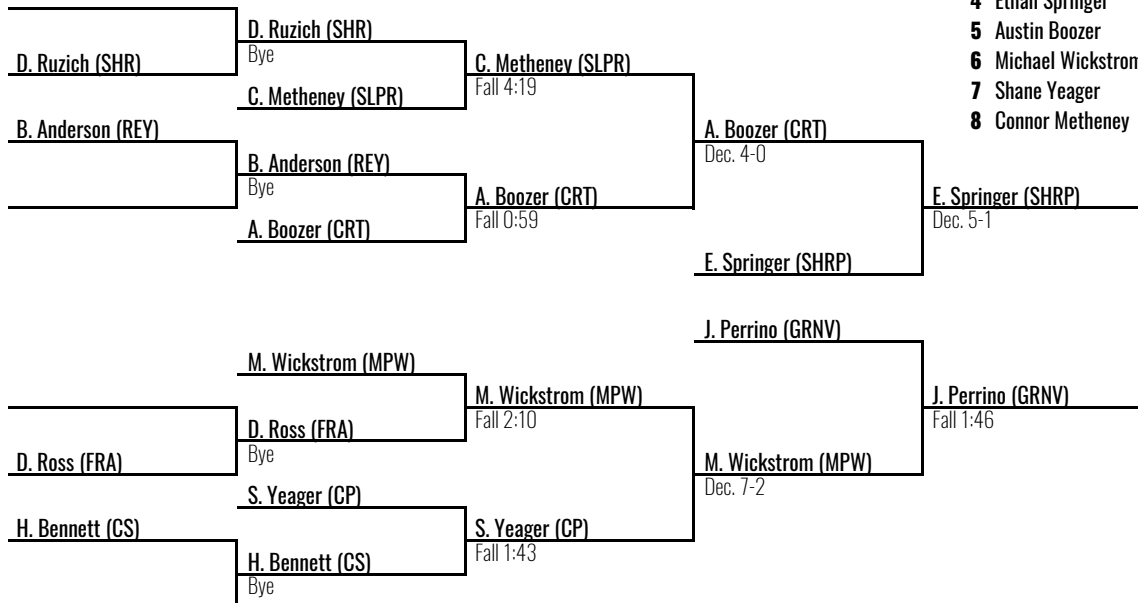 4 Ethan Springer
D. Ruzich (SHR)
Bye
5 Austin Boozer
D. Ruzich (SHR)
C. Metheney (SLPR)
Fall 4:19
6 Michael Wickstrom
C. Metheney (SLPR)
7 Shane Yeager
B. Anderson (REY)
A. Boozer (CRT)
Dec. 4-0
8 Connor Metheney
B. Anderson (REY)
Bye
A. Boozer (CRT)
Fall 0:59
E. Springer (SHRP)
Dec. 5-1
A. Boozer (CRT)
E. Springer (SHRP)
J. Perrino (GRNV)
M. Wickstrom (MPW)
M. Wickstrom (MPW)
Fall 2:10
J. Perrino (GRNV)
Fall 1:46
D. Ross (FRA)
Bye
D. Ross (FRA)
M. Wickstrom (MPW)
Dec. 7-2
S. Yeager (CP)
H. Bennett (CS)
S. Yeager (CP)
Fall 1:43
H. Bennett (CS)
Bye